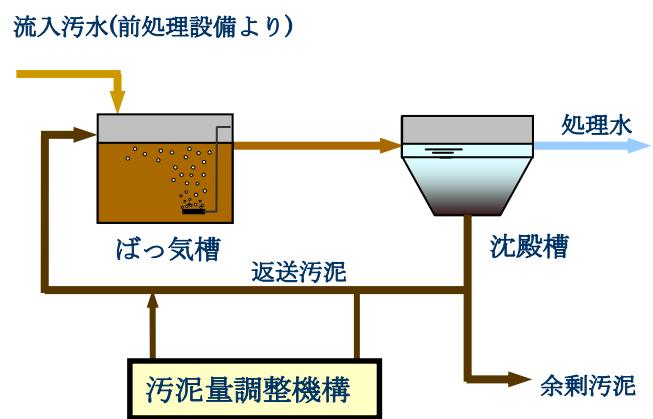 流入汚水(前処理設備より)
処理水
ばっ気槽
沈殿槽
返送汚泥
汚泥量調整機構
余剰汚泥